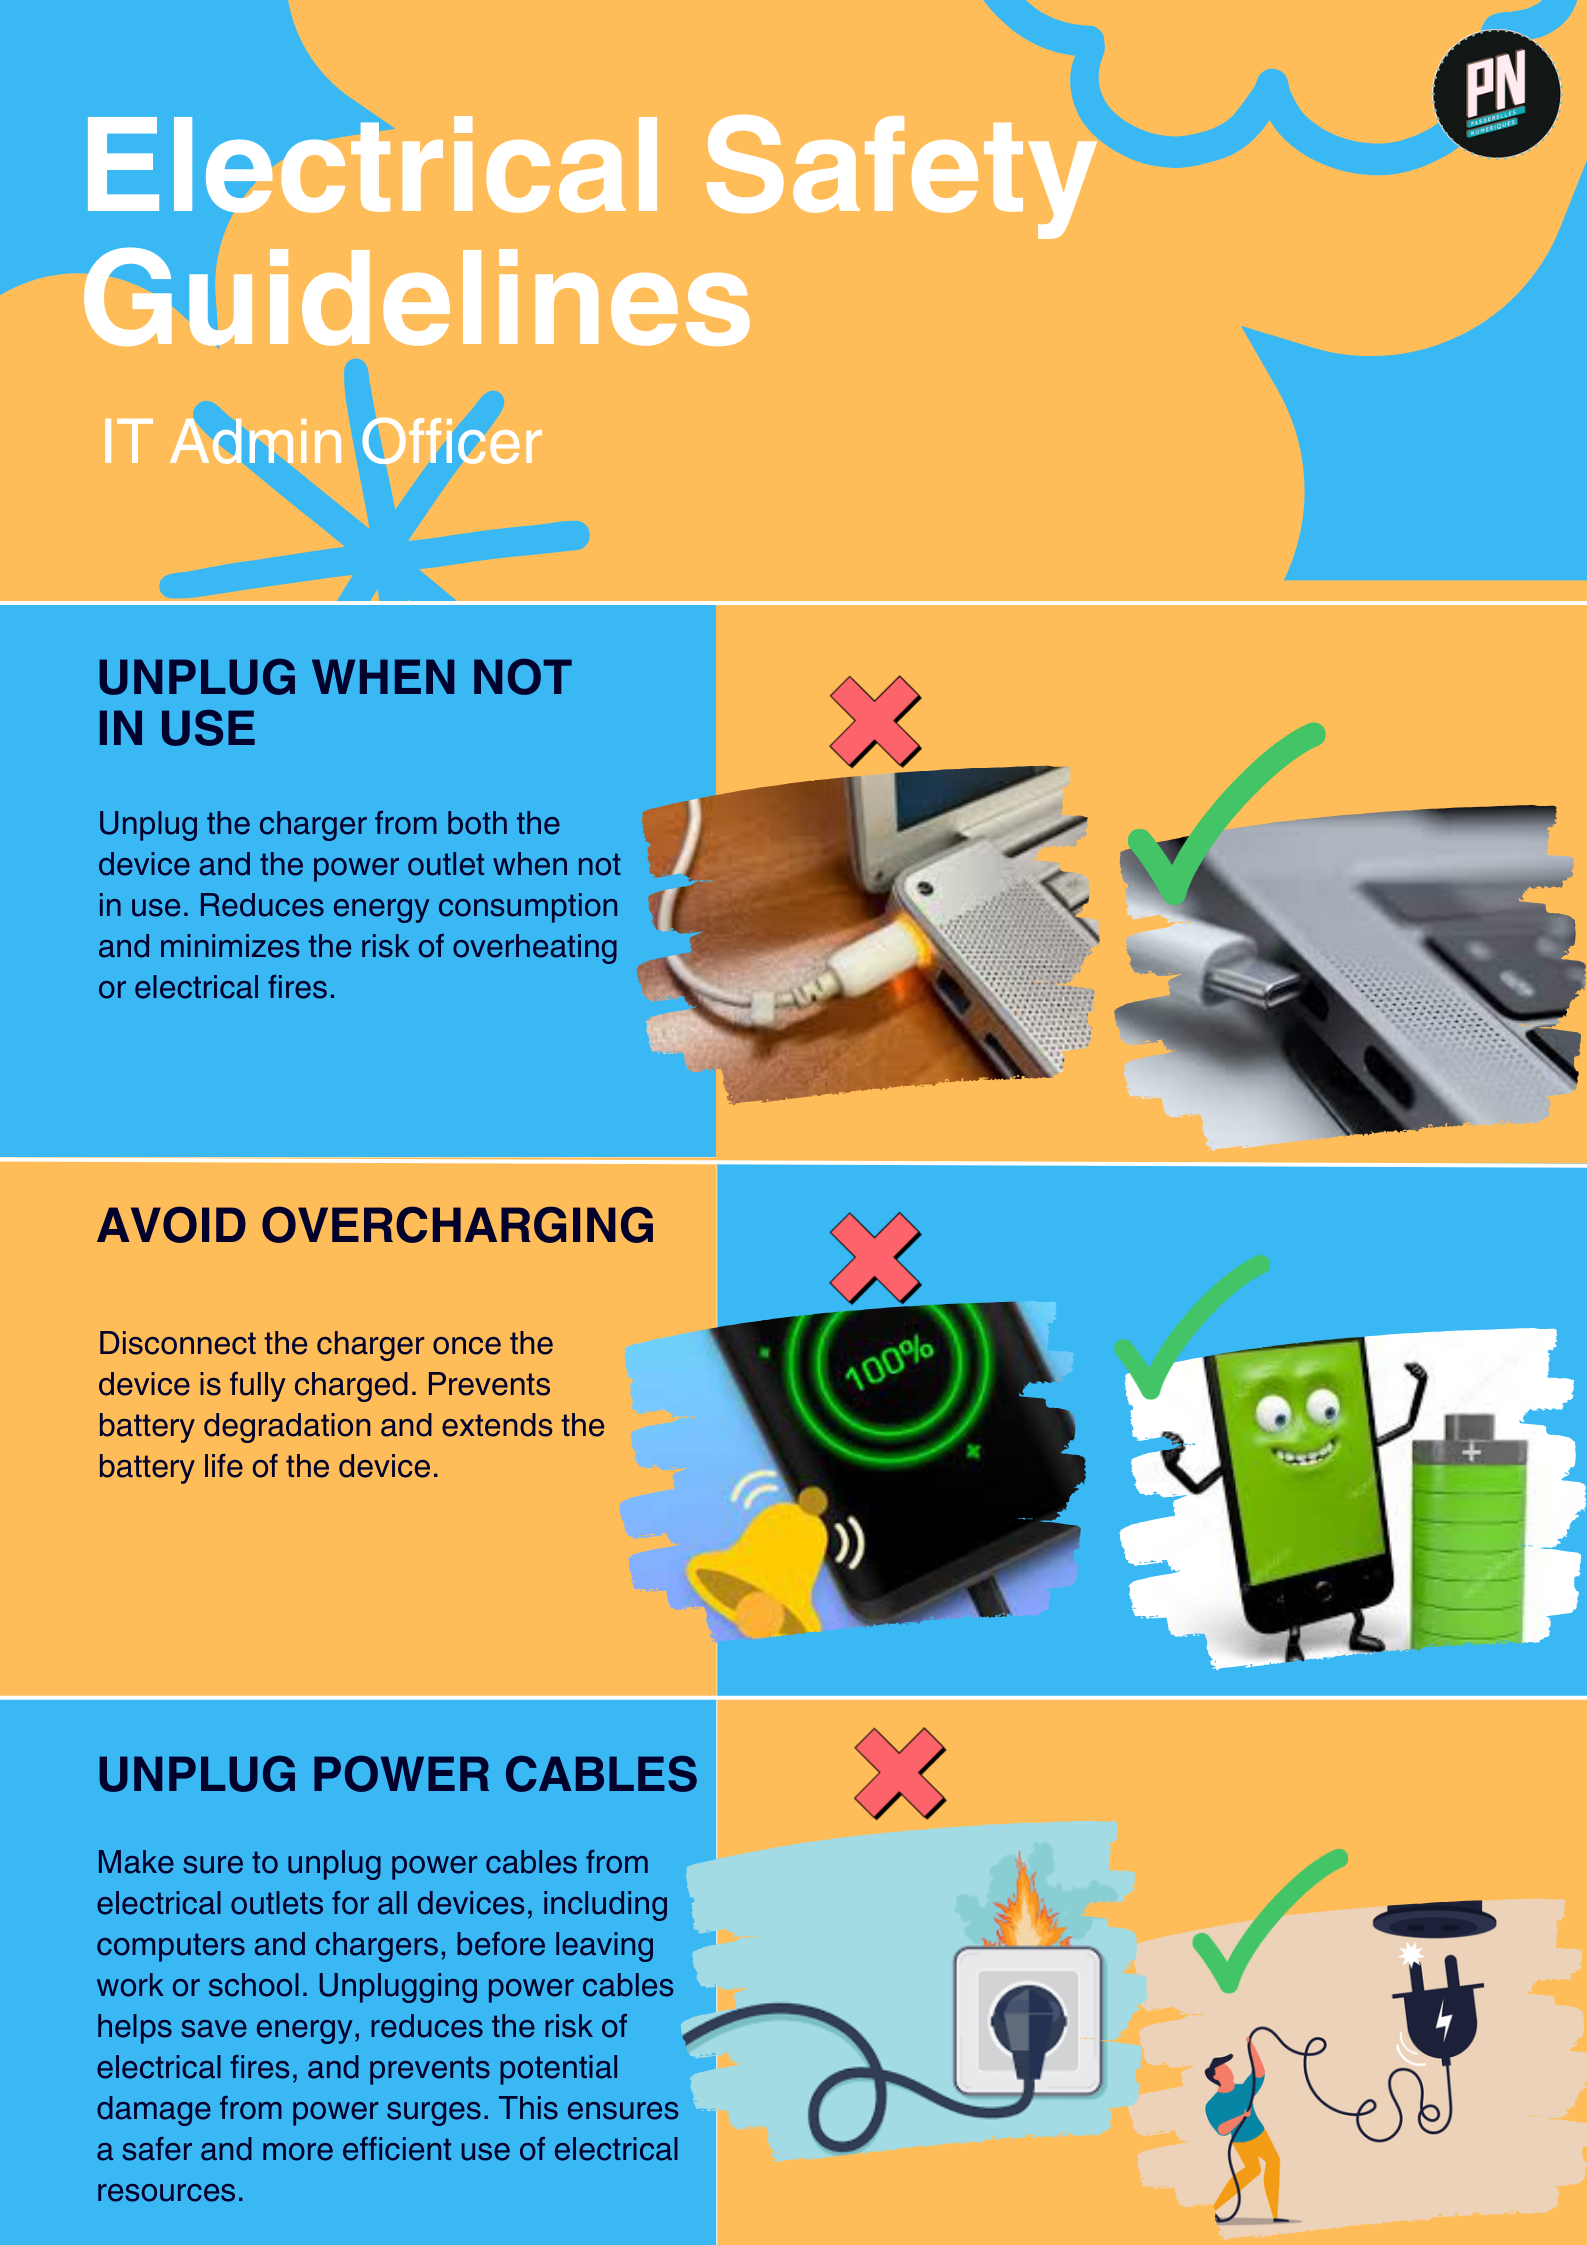 PN
PASSERELLES
NUMERIQUES
Electrical Safety
Guidelines
IT Admin Officer
UNPLUG WHEN NOT
IN USE
Unplug the charger from both the
device and the power outlet when not
in use. Reduces energy consumption
and minimizes the risk of overheating
or electrical fires.
AVOID OVERCHARGING
Disconnect the charger once the
device is fully charged. Prevents
battery degradation and extends the
battery life of the device.
100%
UNPLUG POWER CABLES
Make sure to unplug power cables from
electrical outlets for all devices, including
computers and chargers, before leaving
work or school. Unplugging power cables
helps save energy, reduces the risk of
electrical fires, and prevents potential
damage from power surges. This ensures
a safer and more efficient use of electrical
resources.